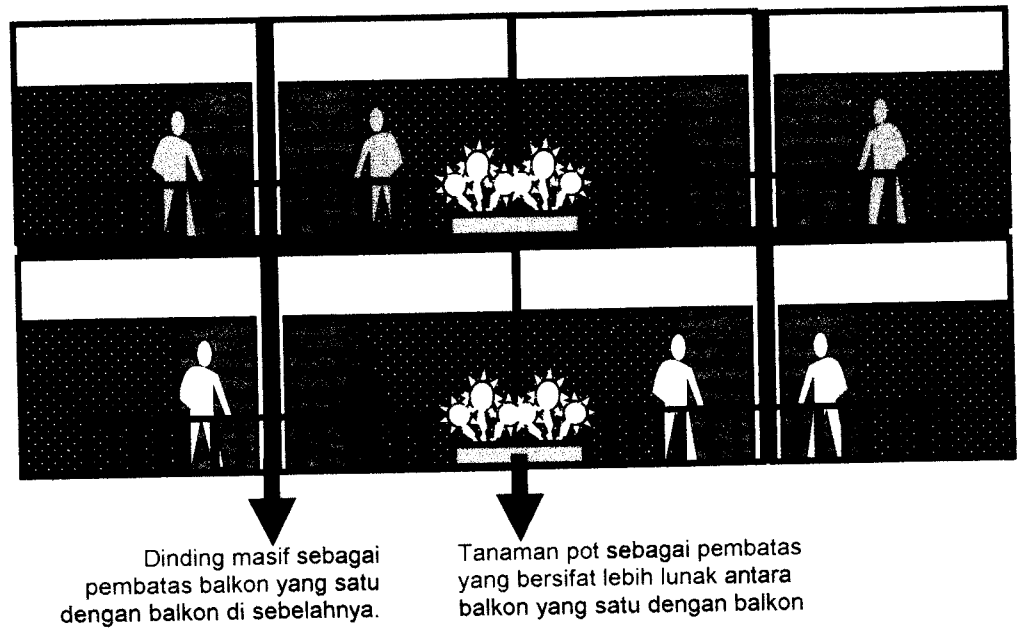 Dinding masif sebagai
pembatas balkon yang satu
dengan balkon di sebelahnya.
Tanaman pot sebagai pembatas
yang bersifat lebih lunak antara
balkon yang satu dengan balkon